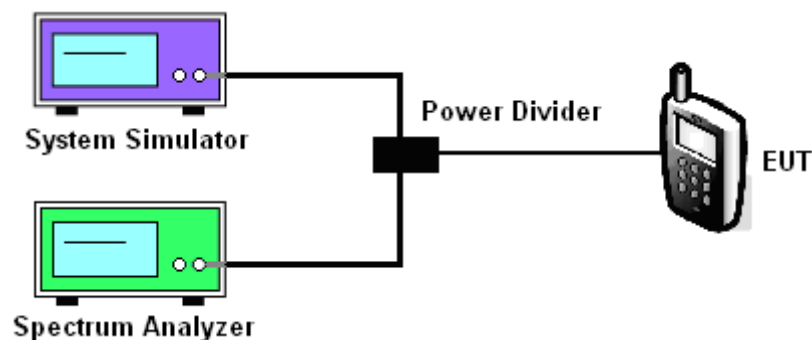 System Simulator
Power Divider
EUT
Spectrum Analyzer